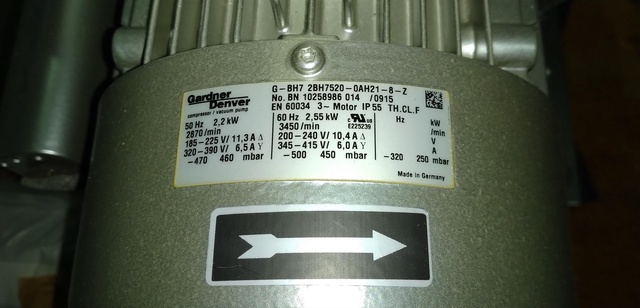 Gardner
Denver
compressor / vacuum pump
G-BH7 2BH7520-0AH21-8-Z
No. BN 10258986 014 /0915
EN 60034 3~ Motor IP 55 TH.CL.F
50 Hz 2,2 kW
2870/min
185-225 V/ 11,3 A Δ
320-390 V/ 6,5 A Y
-470 460 mbar
60 Hz 2,55 kW
3450/min
200-240 V/ 10,4 A Δ
345-415 V/ 6,0 A Y
-500 450 mbar
c UR us
E225239
Hz kW
/min
V
A
-320 250 mbar
Made in Germany